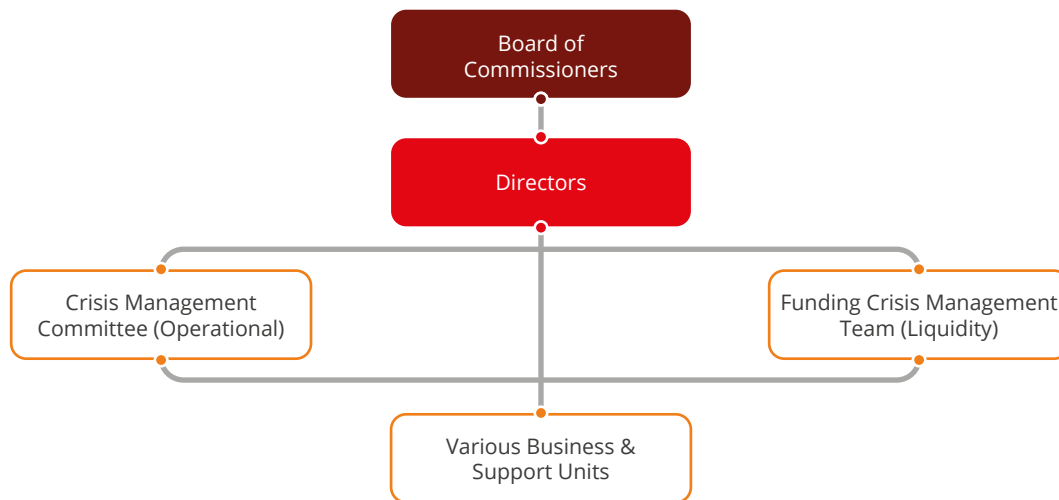 Board of
Commissioners
Directors
Crisis Management
Committee (Operational)
Funding Crisis Management
Team (Liquidity)
Various Business &
Support Units